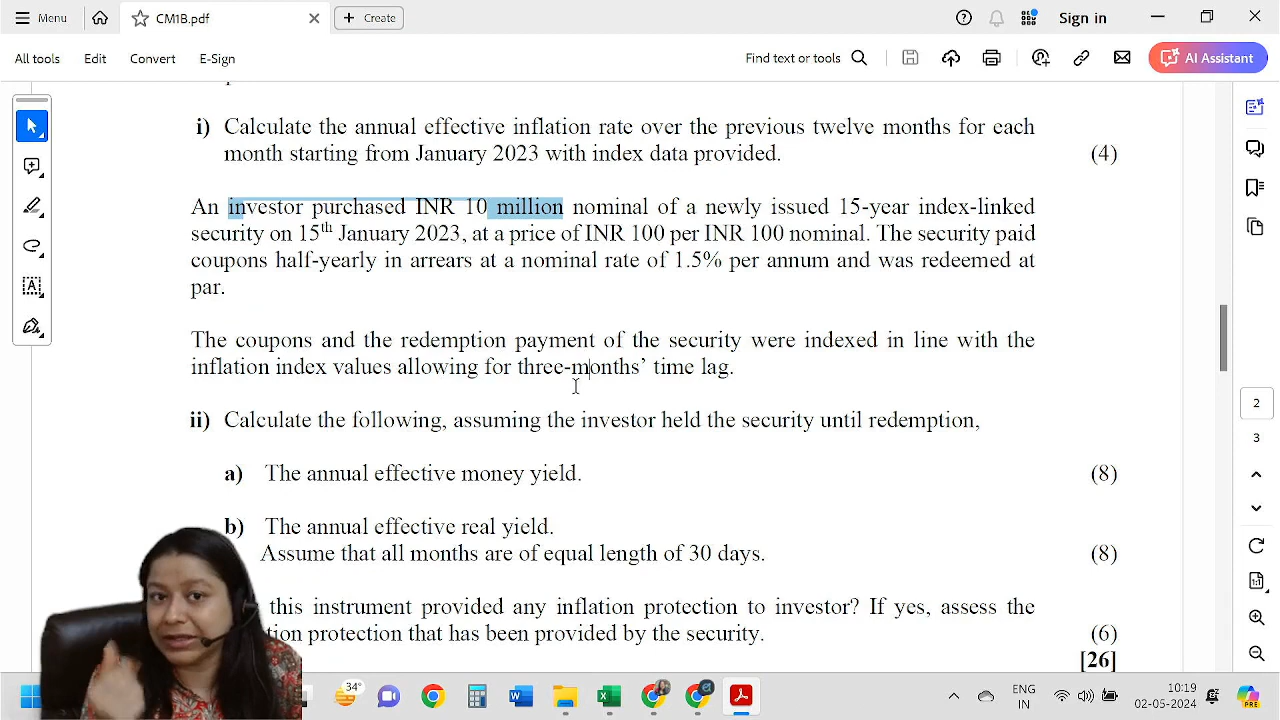 Menu
CM1B.pdf
Create
Sign in
All tools
Edit
Convert
E-Sign
Find text or tools
AI Assistant
i) Calculate the annual effective inflation rate over the previous twelve months for each
month starting from January 2023 with index data provided. (4)
An investor purchased INR 10 million nominal of a newly issued 15-year index-linked
security on 15th January 2023, at a price of INR 100 per INR 100 nominal. The security paid
coupons half-yearly in arrears at a nominal rate of 1.5% per annum and was redeemed at
par.
The coupons and the redemption payment of the security were indexed in line with the
inflation index values allowing for three-months’ time lag.
ii) Calculate the following, assuming the investor held the security until redemption,
a) The annual effective money yield. (8)
b) The annual effective real yield.
Assume that all months are of equal length of 30 days. (8)
this instrument provided any inflation protection to investor? If yes, assess the
tion protection that has been provided by the security. (6)
[26]
2
3
34°
ENG
IN
10:19
02-05-2024
PRE